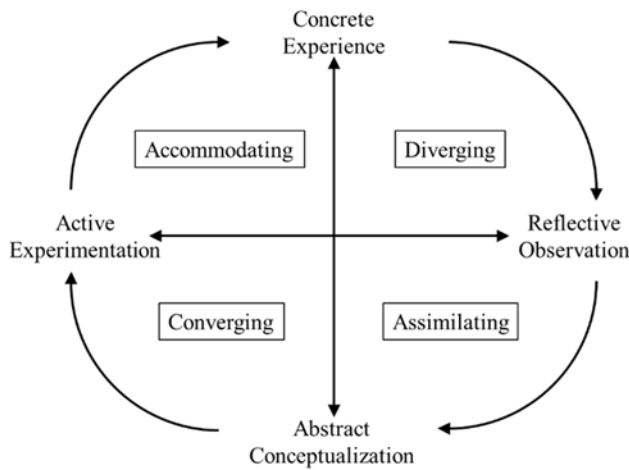 Concrete
Experience
Accommodating
Diverging
Active
Experimentation
Reflective
Observation
Converging
Assimilating
Abstract
Conceptualization